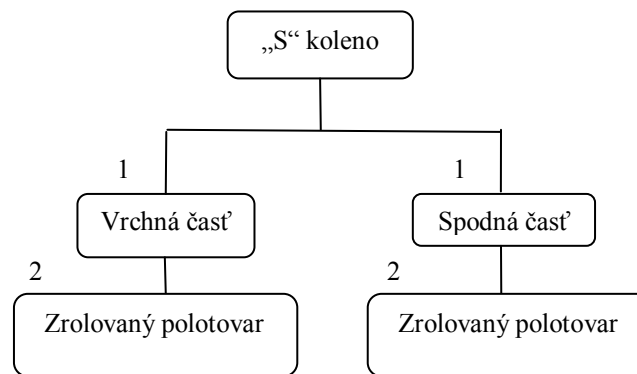 „S“ koleno
1
1
Vrchná časť
Spodná časť
2
2
Zrolovaný polotovar
Zrolovaný polotovar